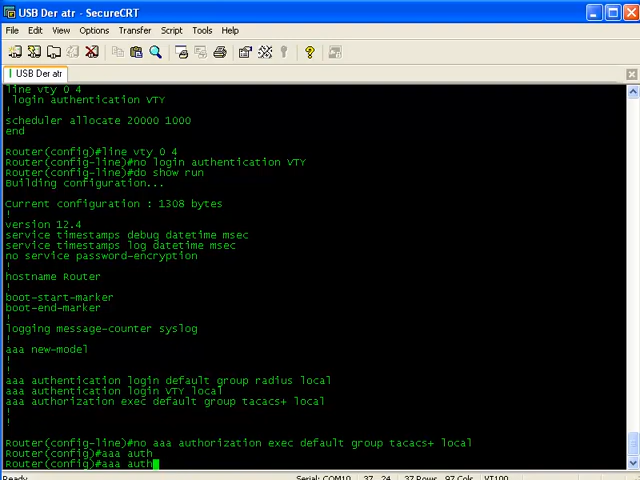 USB Der atr - SecureCRT
File Edit View Options Transfer Script Tools Help
USB Der atr
line vty 0 4
login authentication VTY
!
scheduler allocate 20000 1000
end
Router(config)#line vty 0 4
Router(config-line)#no login authentication VTY
Router(config-line)#do show run
Building configuration...
Current configuration : 1308 bytes
!
version 12.4
service timestamps debug datetime msec
service timestamps log datetime msec
no service password-encryption
!
hostname Router
!
boot-start-marker
boot-end-marker
!
logging message-counter syslog
!
aaa new-model
!
!
aaa authentication login default group radius local
aaa authentication login VTY local
aaa authorization exec default group tacacs+ local
!
!
Router(config-line)#no aaa authorization exec default group tacacs+ local
Router(config)#aaa auth
Router(config)#aaa auth
Ready Serial: COM10 37, 24 37 Rows, 97 Cols VT100